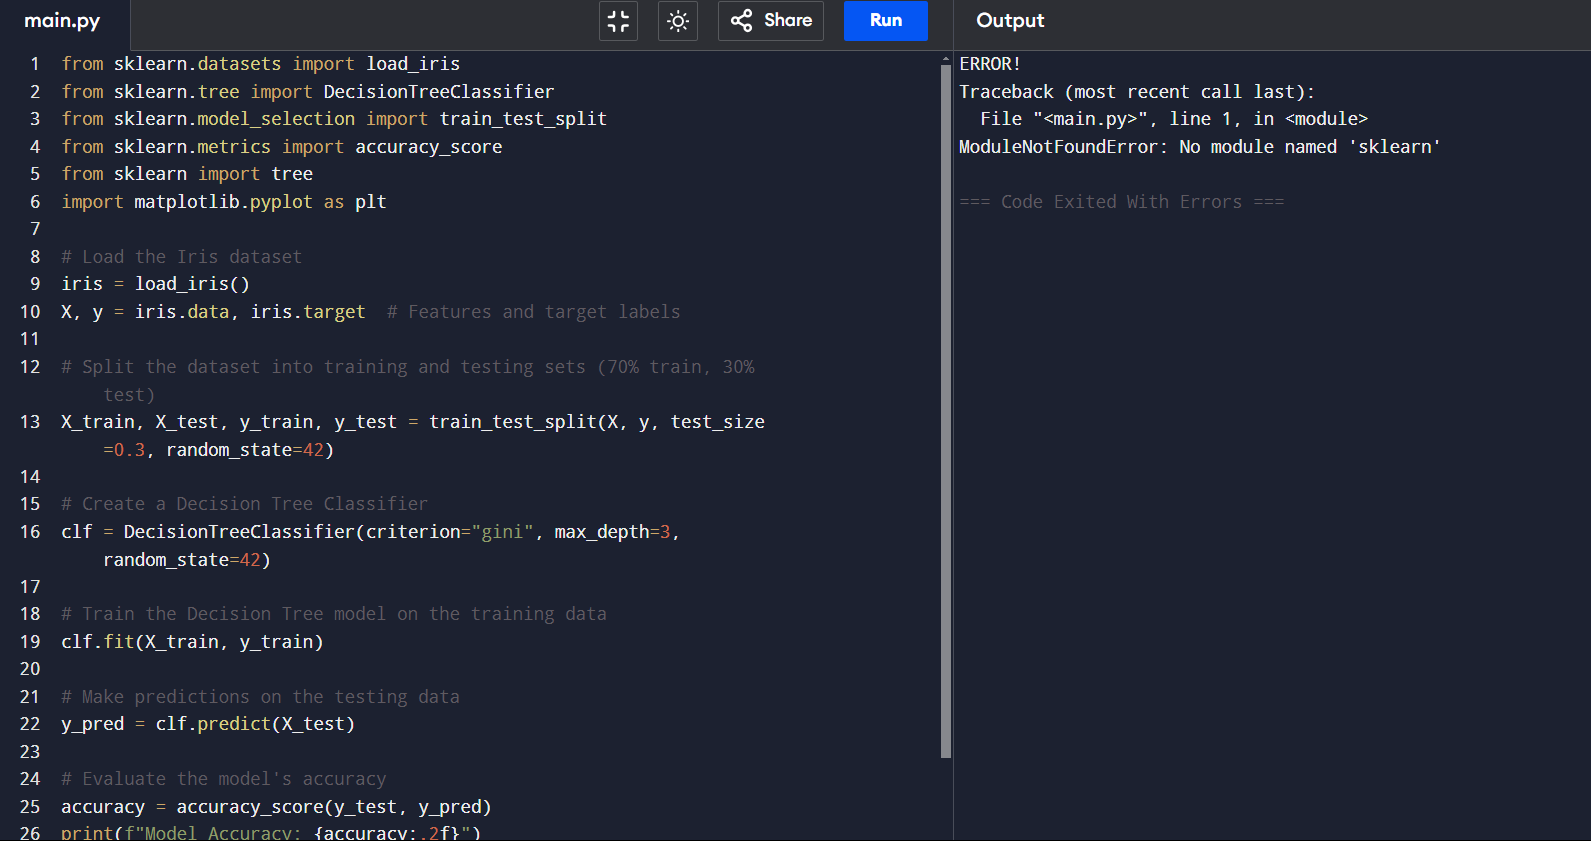 main.py
Share
Run
Output
1 from sklearn.datasets import load_iris
2 from sklearn.tree import DecisionTreeClassifier
3 from sklearn.model_selection import train_test_split
4 from sklearn.metrics import accuracy_score
5 from sklearn import tree
6 import matplotlib.pyplot as plt
7
8 # Load the Iris dataset
9 iris = load_iris()
10 X, y = iris.data, iris.target  # Features and target labels
11
12 # Split the dataset into training and testing sets (70% train, 30%
test)
13 X_train, X_test, y_train, y_test = train_test_split(X, y, test_size
=0.3, random_state=42)
14
15 # Create a Decision Tree Classifier
16 clf = DecisionTreeClassifier(criterion="gini", max_depth=3,
random_state=42)
17
18 # Train the Decision Tree model on the training data
19 clf.fit(X_train, y_train)
20
21 # Make predictions on the testing data
22 y_pred = clf.predict(X_test)
23
24 # Evaluate the model's accuracy
25 accuracy = accuracy_score(y_test, y_pred)
26 print(f"Model Accuracy: {accuracy:.2f}")
ERROR!
Traceback (most recent call last):
File "<main.py>", line 1, in <module>
ModuleNotFoundError: No module named 'sklearn'
=== Code Exited With Errors ===